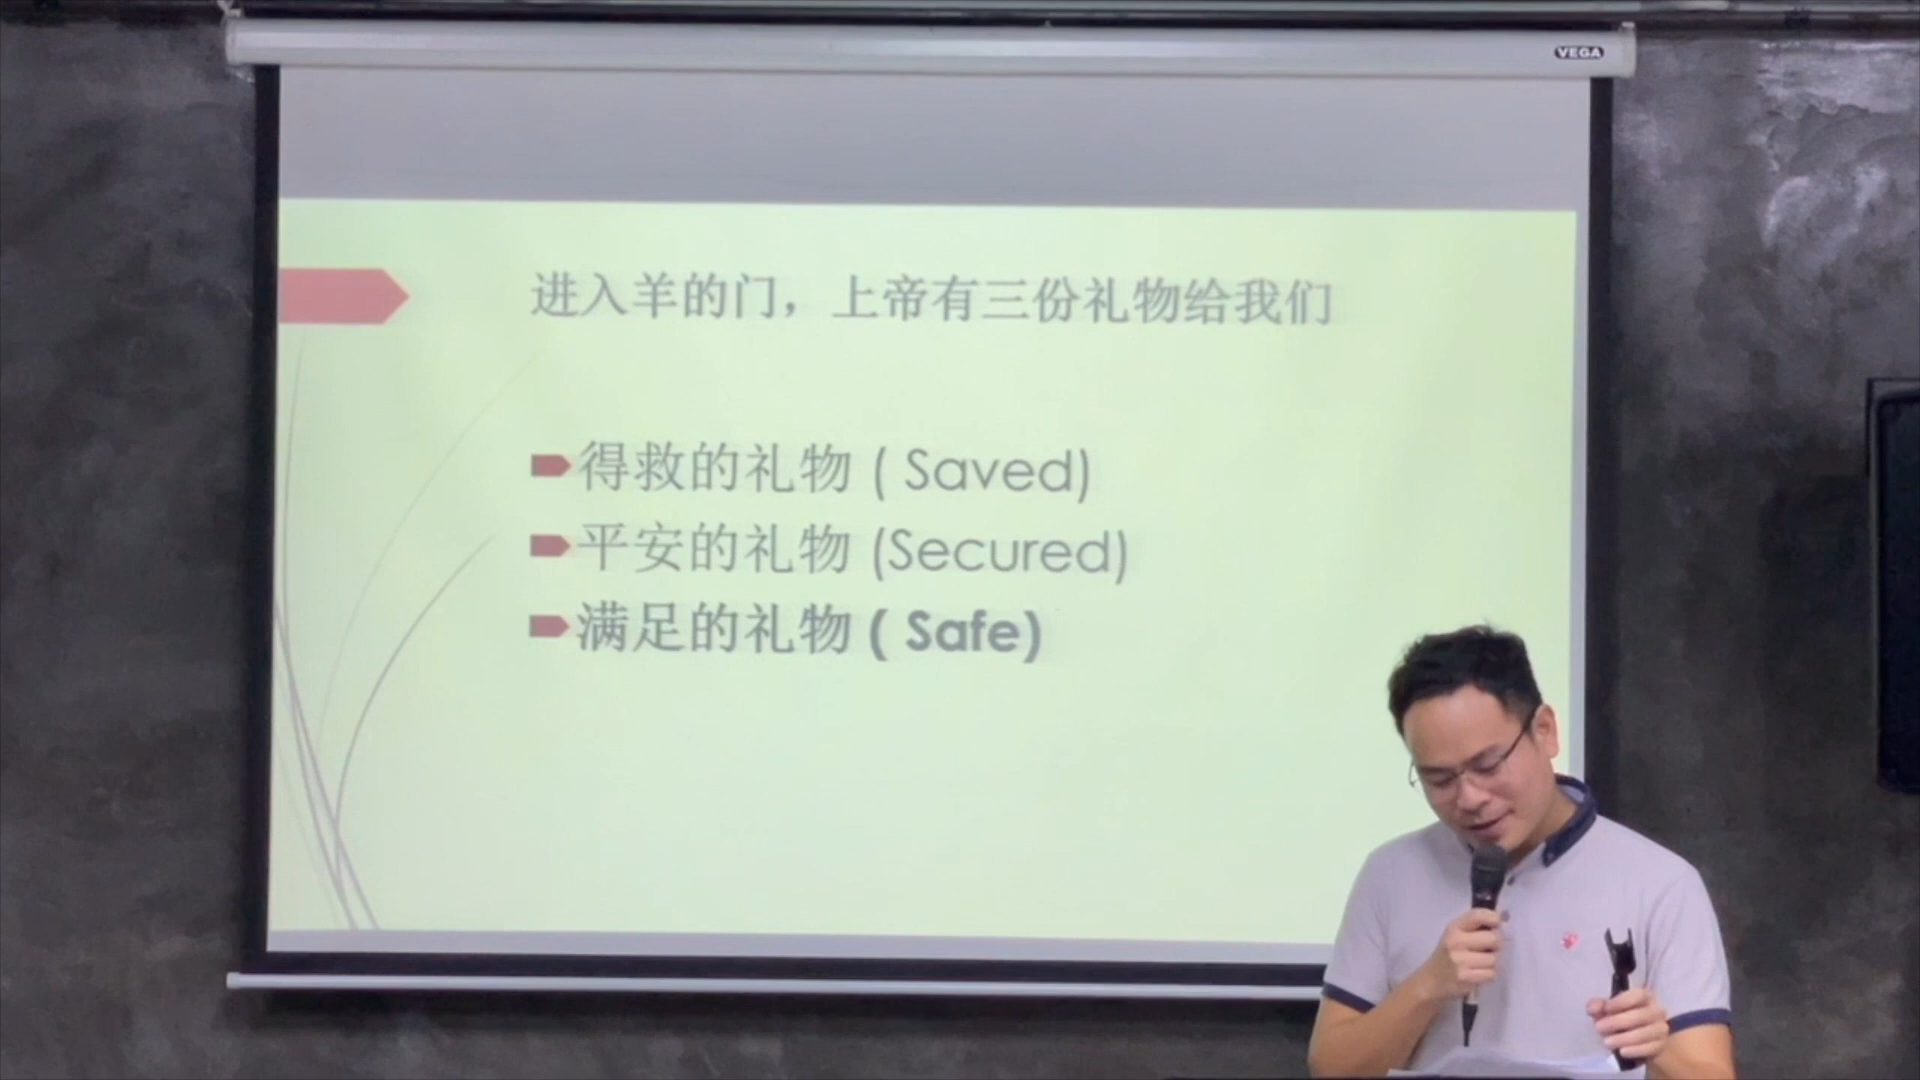 VEGA
进入羊的门，上帝有三份礼物给我们
得救的礼物 ( Saved)
平安的礼物 (Secured)
满足的礼物 ( Safe)